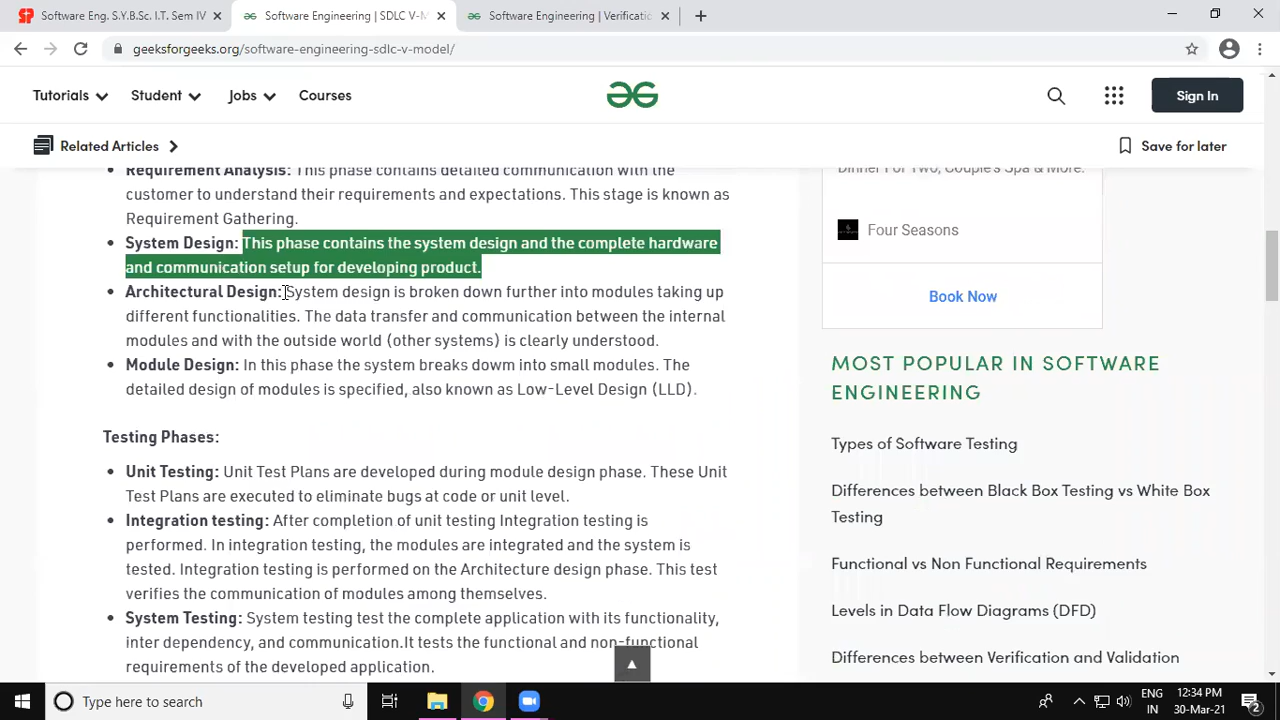 Software Eng. S.Y.B.Sc. I.T. Sem IV
Software Engineering | SDLC V-M
Software Engineering | Verificatio
geeksforgeeks.org/software-engineering-sdlc-v-model/
Tutorials
Student
Jobs
Courses
Sign In
Related Articles
Save for later
Requirement Analysis: This phase contains detailed communication with the
customer to understand their requirements and expectations. This stage is known as
Requirement Gathering.
System Design: This phase contains the system design and the complete hardware
and communication setup for developing product.
Architectural Design: System design is broken down further into modules taking up
different functionalities. The data transfer and communication between the internal
modules and with the outside world (other systems) is clearly understood.
Module Design: In this phase the system breaks dowm into small modules. The
detailed design of modules is specified, also known as Low-Level Design (LLD).
Testing Phases:
Unit Testing: Unit Test Plans are developed during module design phase. These Unit
Test Plans are executed to eliminate bugs at code or unit level.
Integration testing: After completion of unit testing Integration testing is
performed. In integration testing, the modules are integrated and the system is
tested. Integration testing is performed on the Architecture design phase. This test
verifies the communication of modules among themselves.
System Testing: System testing test the complete application with its functionality,
inter dependency, and communication.It tests the functional and non-functional
requirements of the developed application.
Dinner For Two, Couple's Spa & More.
Four Seasons
Book Now
MOST POPULAR IN SOFTWARE
ENGINEERING
Types of Software Testing
Differences between Black Box Testing vs White Box
Testing
Functional vs Non Functional Requirements
Levels in Data Flow Diagrams (DFD)
Differences between Verification and Validation
Type here to search
ENG
IN
12:34 PM
30-Mar-21
2